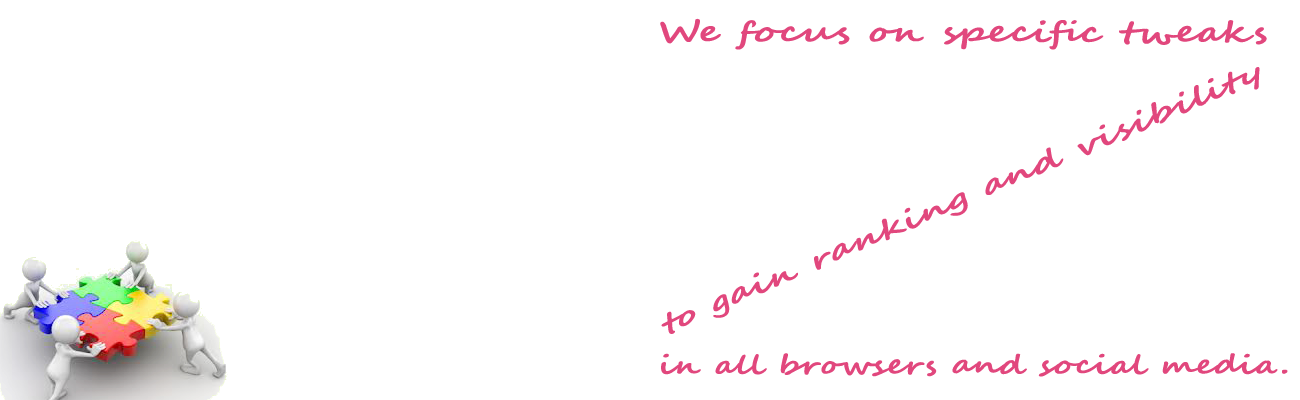 We focus on specific tweaks
to gain ranking and visibility
in all browsers and social media.